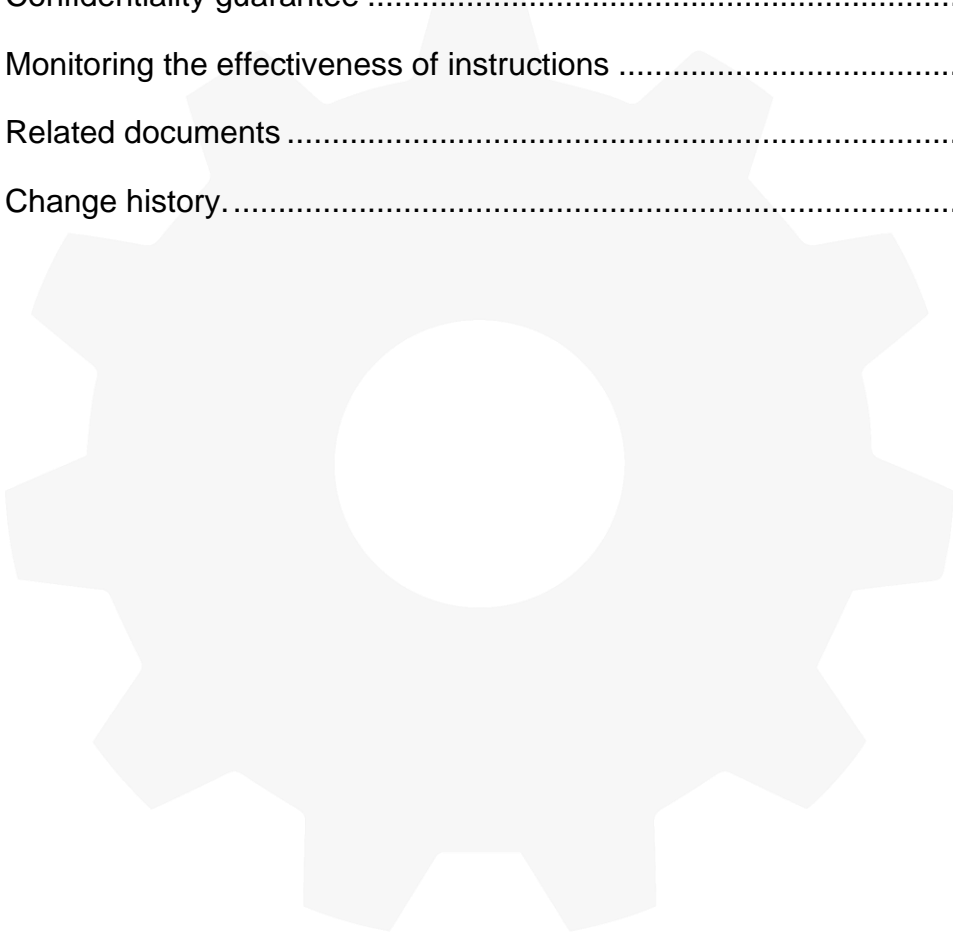 Confidentiality guarantee ........................................................................
Monitoring the effectiveness of instructions ..........................................
Related documents ..................................................................................
Change history. .........................................................................................